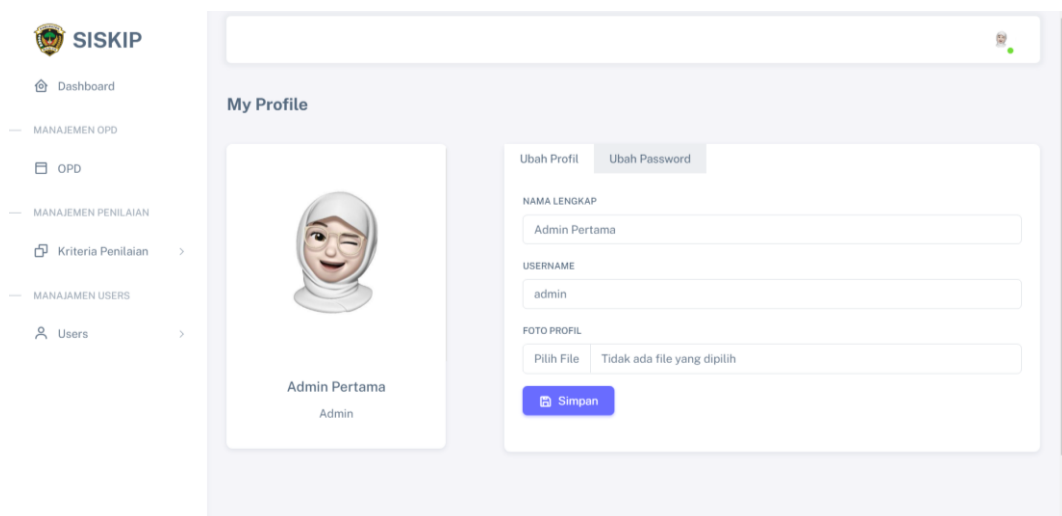 SISKIP
Dashboard
MANAJEMEN OPD
OPD
MANAJEMEN PENILAIAN
Kriteria Penilaian
MANAJAMEN USERS
Users
My Profile
Admin Pertama
Admin
Ubah Profil
Ubah Password
NAMA LENGKAP
Admin Pertama
USERNAME
admin
FOTO PROFIL
Pilih File Tidak ada file yang dipilih
Simpan